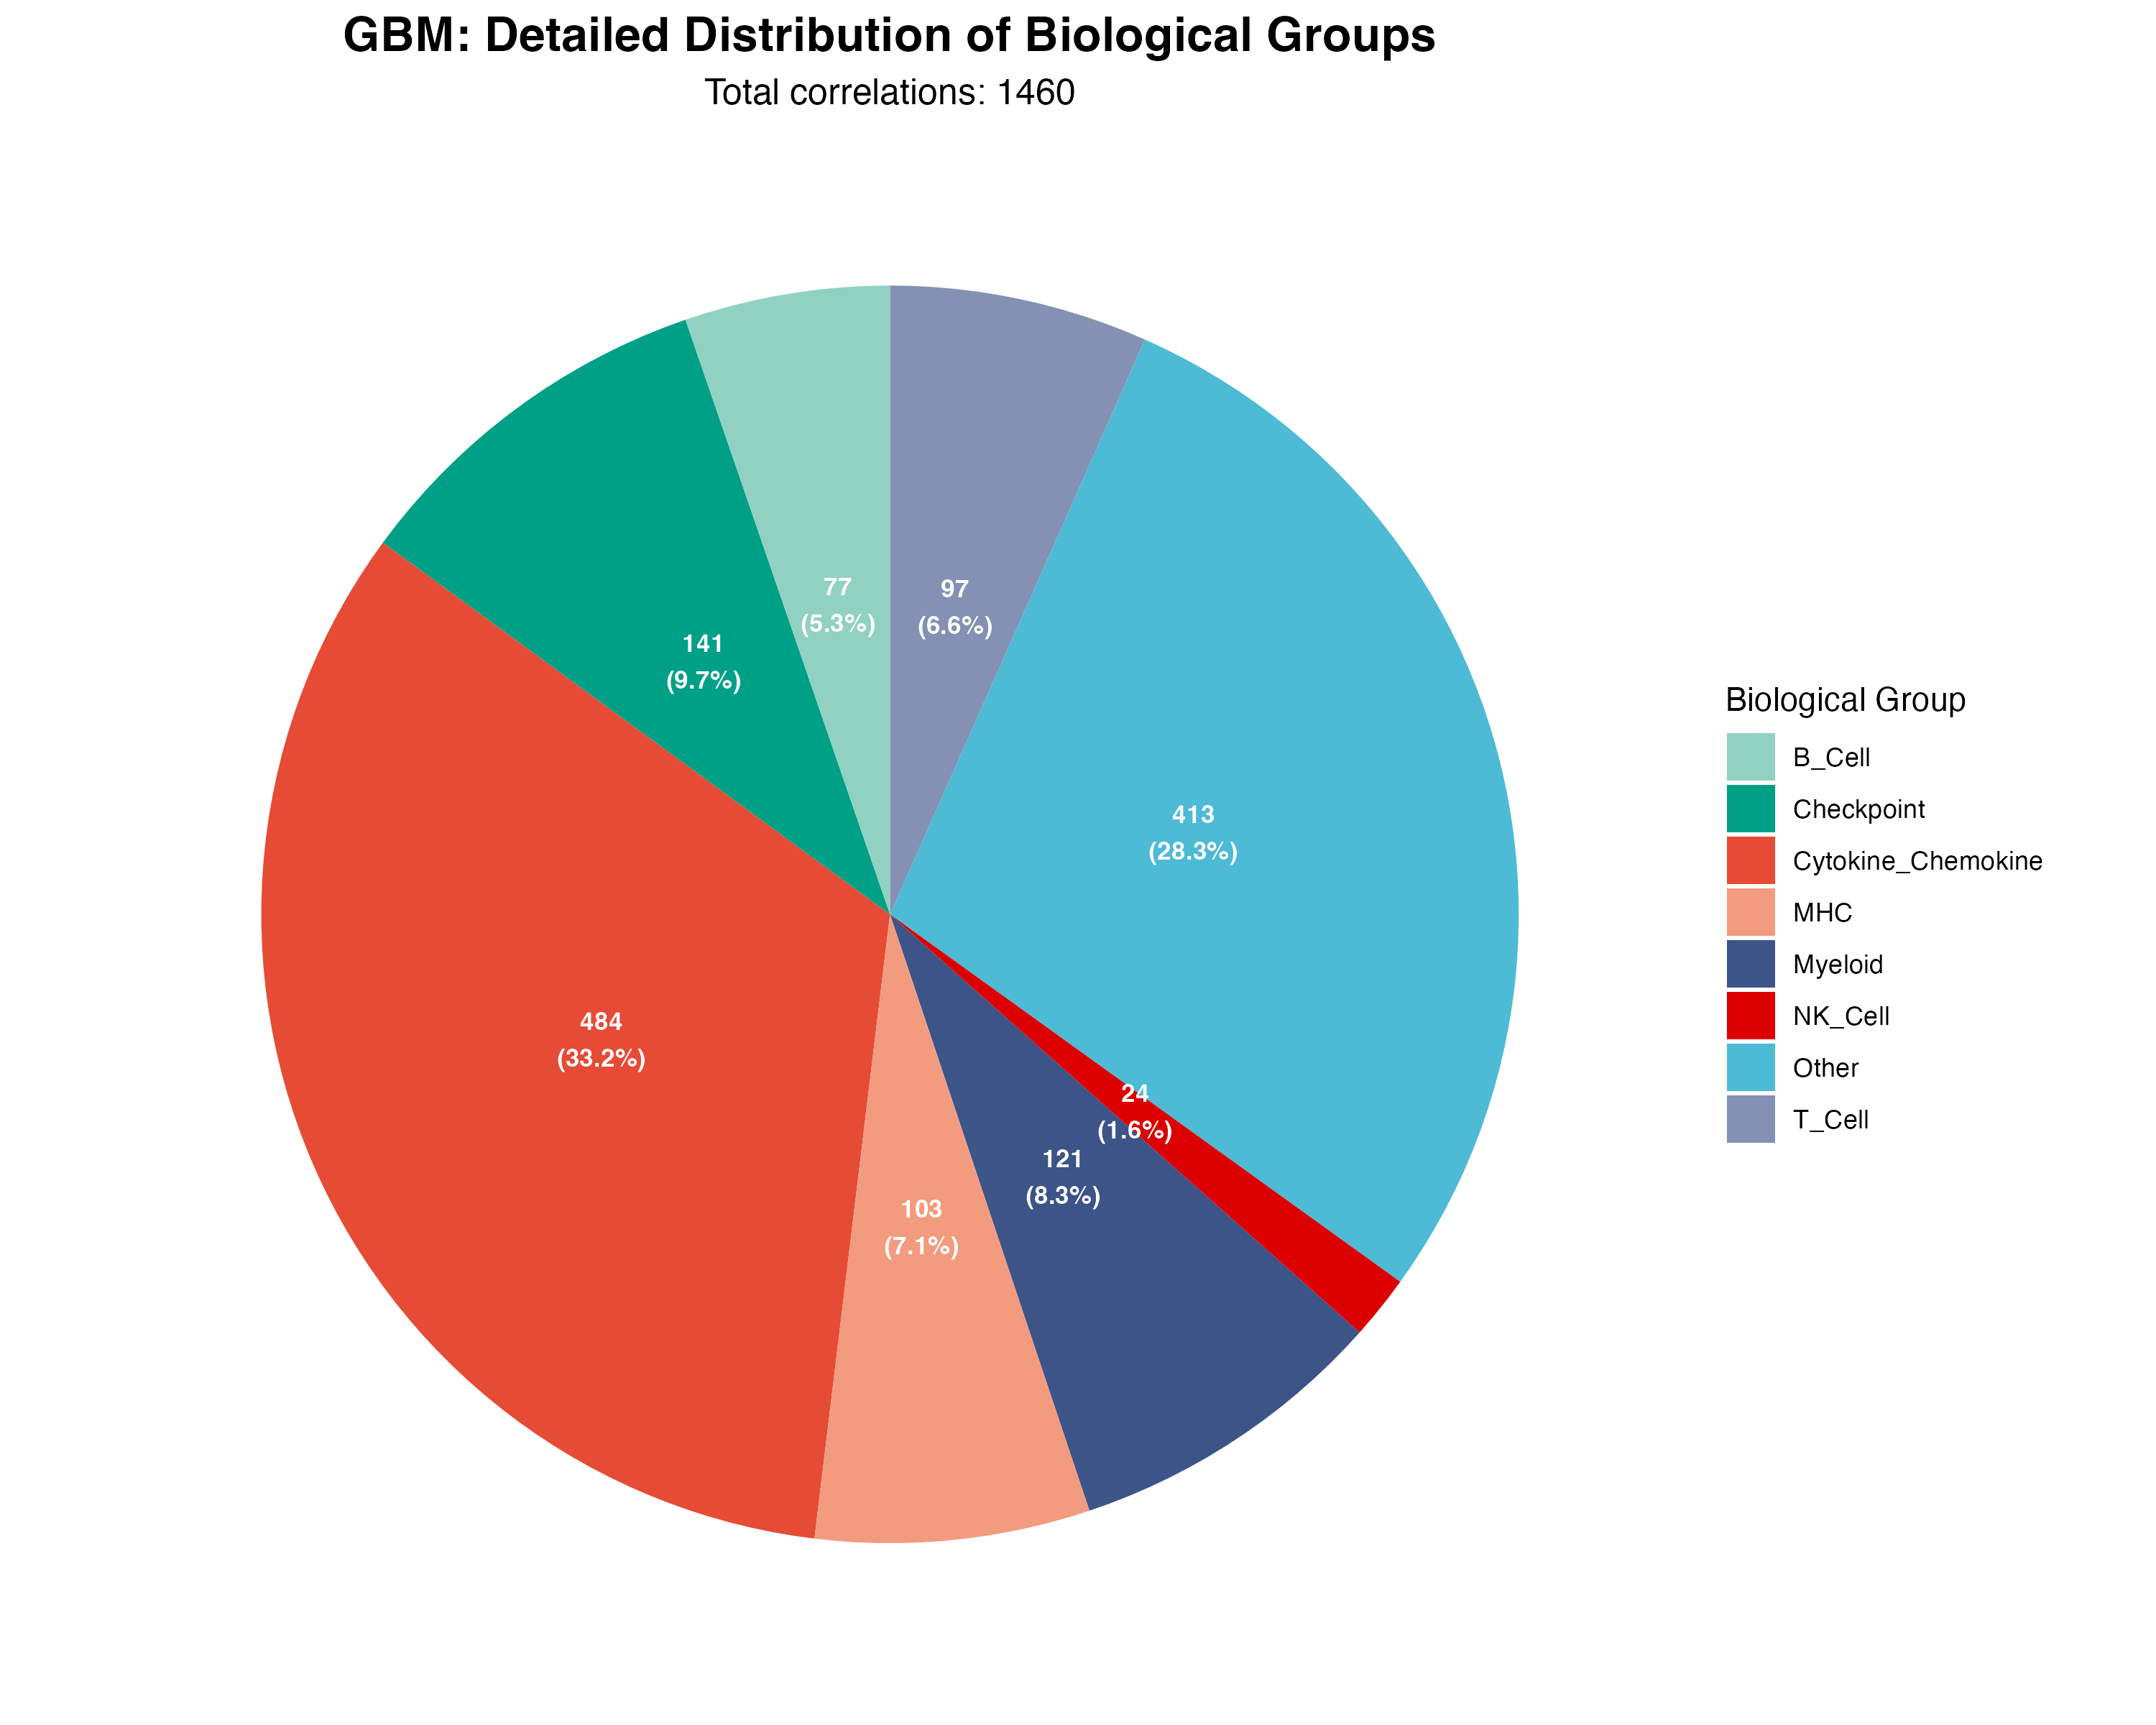 GBM: Detailed Distribution of Biological Groups
Total correlations: 1460
77
(5.3%)
97
(6.6%)
141
(9.7%)
413
(28.3%)
484
(33.2%)
24
(1.6%)
121
(8.3%)
103
(7.1%)
Biological Group
B_Cell
Checkpoint
Cytokine_Chemokine
MHC
Myeloid
NK_Cell
Other
T_Cell